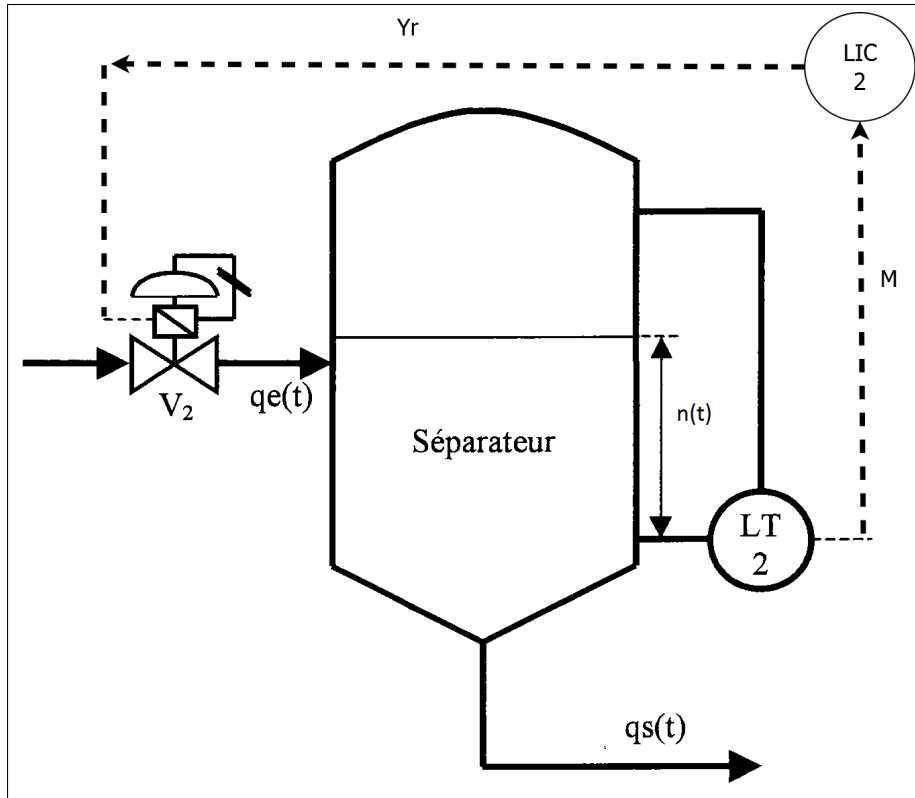 Yr
LIC
2
M
V₂
qe(t)
n(t)
Séparateur
LT
2
qs(t)